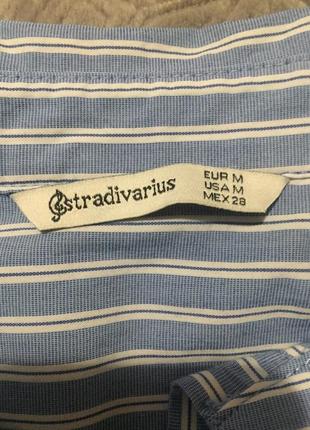 stradivarius
EUR M
USA M
MEX 28